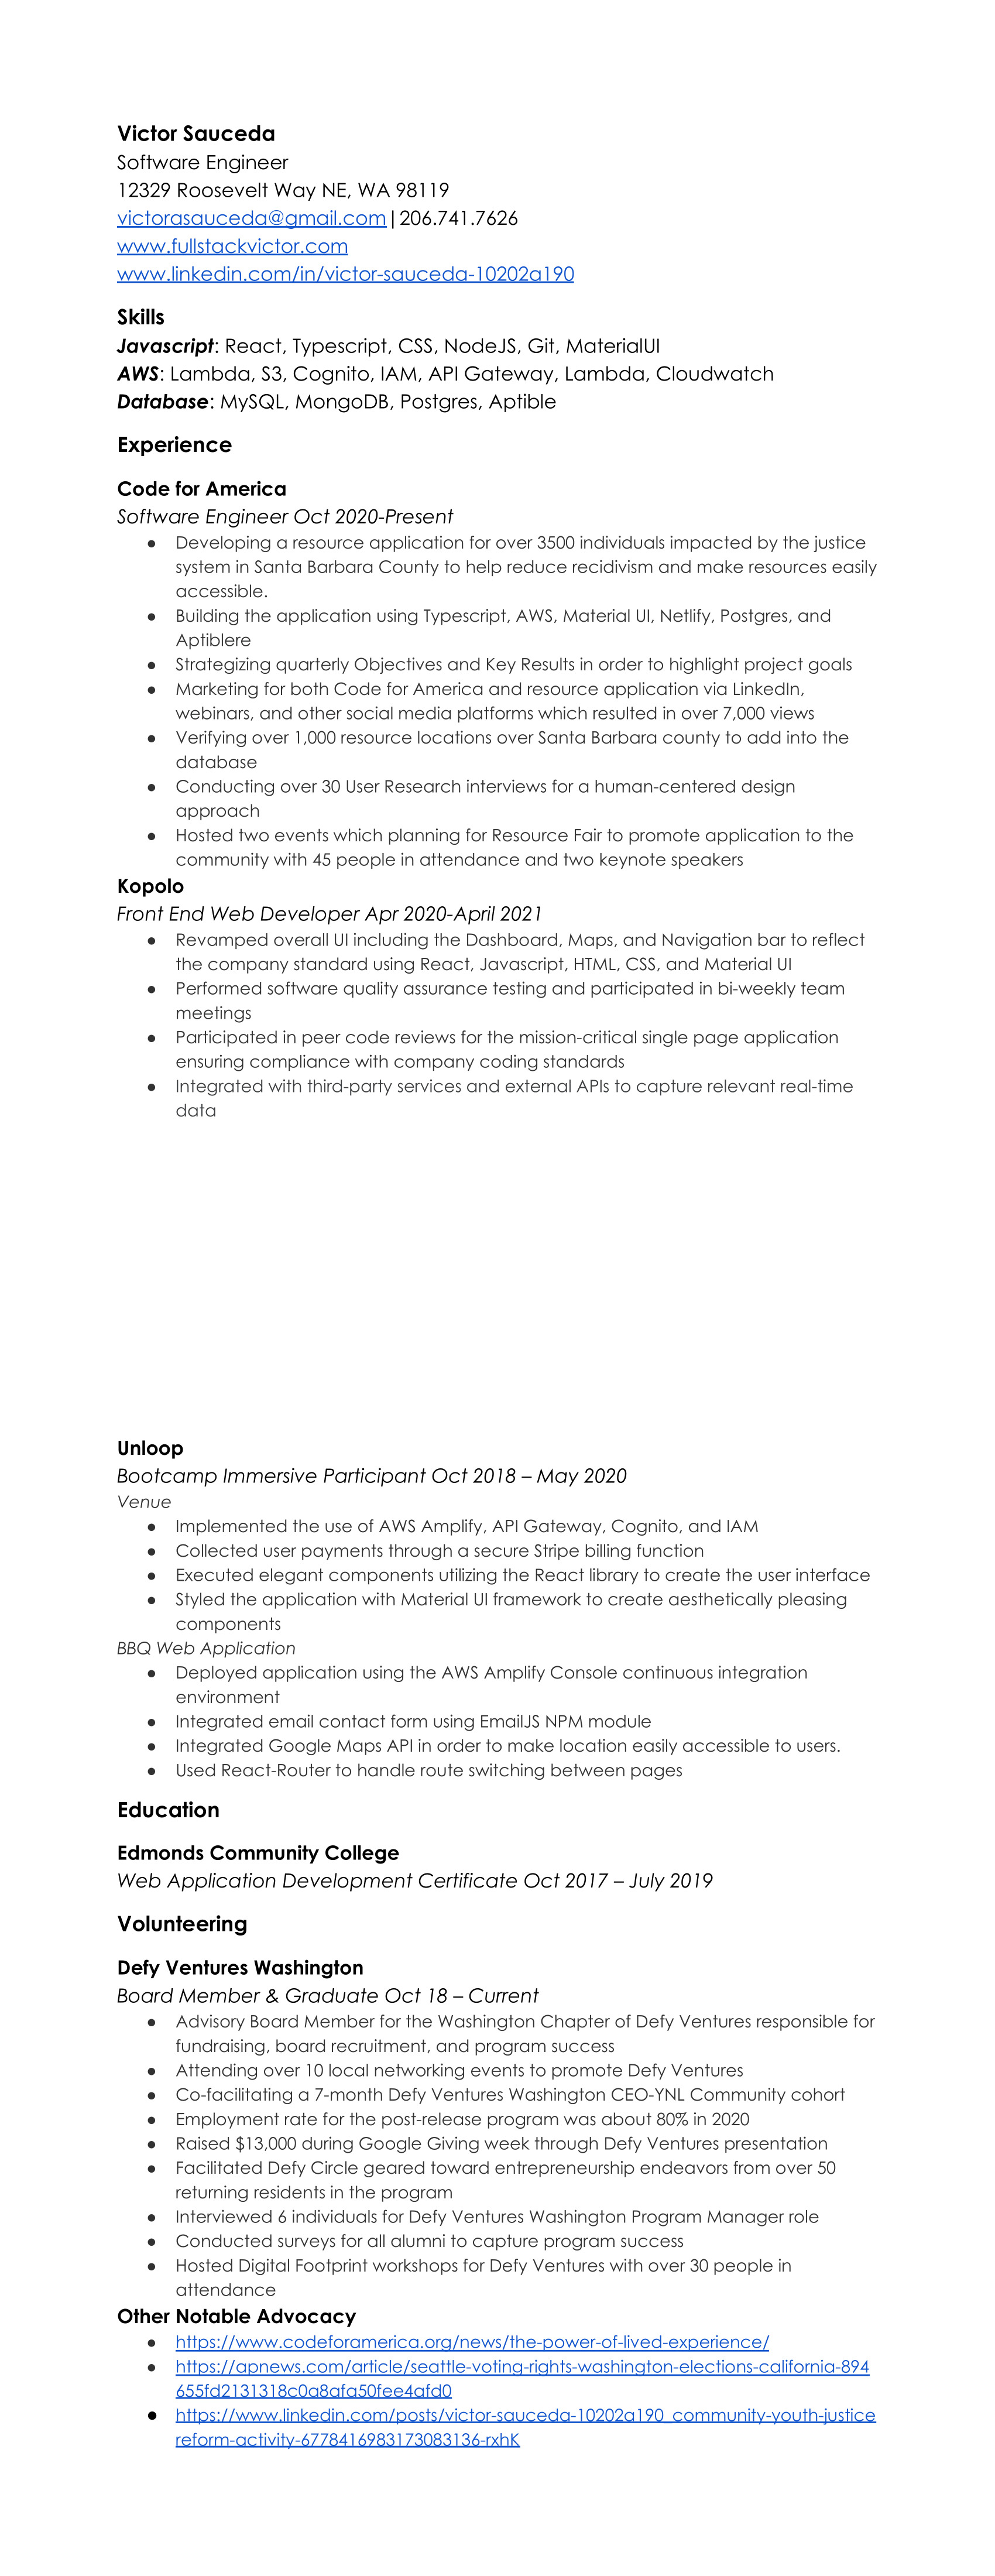 Victor Sauceda
Software Engineer
12329 Roosevelt Way NE, WA 98119
victorasauceda@gmail.com|206.741.7626
www.fullstackvictor.com
www.linkedin.com/in/victor-sauceda-10202a190
Skills
Javascript: React, Typescript, CSS, NodeJS, Git, MaterialUI
AWS: Lambda, S3, Cognito, IAM, API Gateway, Lambda, Cloudwatch
Database: MySQL, MongoDB, Postgres, Aptible
Experience
Code for America
Software Engineer Oct 2020-Present
● Developing a resource application for over 3500 individuals impacted by the justice
system in Santa Barbara County to help reduce recidivism and make resources easily
accessible.
● Building the application using Typescript, AWS, Material UI, Netlify, Postgres, and
Aptiblere
● Strategizing quarterly Objectives and Key Results in order to highlight project goals
● Marketing for both Code for America and resource application via LinkedIn,
webinars, and other social media platforms which resulted in over 7,000 views
● Verifying over 1,000 resource locations over Santa Barbara county to add into the
database
● Conducting over 30 User Research interviews for a human-centered design
approach
● Hosted two events which planning for Resource Fair to promote application to the
community with 45 people in attendance and two keynote speakers
Kopolo
Front End Web Developer Apr 2020-April 2021
● Revamped overall UI including the Dashboard, Maps, and Navigation bar to reflect
the company standard using React, Javascript, HTML, CSS, and Material UI
● Performed software quality assurance testing and participated in bi-weekly team
meetings
● Participated in peer code reviews for the mission-critical single page application
ensuring compliance with company coding standards
● Integrated with third-party services and external APIs to capture relevant real-time
data
Unloop
Bootcamp Immersive Participant Oct 2018 – May 2020
Venue
● Implemented the use of AWS Amplify, API Gateway, Cognito, and IAM
● Collected user payments through a secure Stripe billing function
● Executed elegant components utilizing the React library to create the user interface
● Styled the application with Material UI framework to create aesthetically pleasing
components
BBQ Web Application
● Deployed application using the AWS Amplify Console continuous integration
environment
● Integrated email contact form using EmailJS NPM module
● Integrated Google Maps API in order to make location easily accessible to users.
● Used React-Router to handle route switching between pages
Education
Edmonds Community College
Web Application Development Certificate Oct 2017 – July 2019
Volunteering
Defy Ventures Washington
Board Member & Graduate Oct 18 – Current
● Advisory Board Member for the Washington Chapter of Defy Ventures responsible for
fundraising, board recruitment, and program success
● Attending over 10 local networking events to promote Defy Ventures
● Co-facilitating a 7-month Defy Ventures Washington CEO-YNL Community cohort
● Employment rate for the post-release program was about 80% in 2020
● Raised $13,000 during Google Giving week through Defy Ventures presentation
● Facilitated Defy Circle geared toward entrepreneurship endeavors from over 50
returning residents in the program
● Interviewed 6 individuals for Defy Ventures Washington Program Manager role
● Conducted surveys for all alumni to capture program success
● Hosted Digital Footprint workshops for Defy Ventures with over 30 people in
attendance
Other Notable Advocacy
● https://www.codeforamerica.org/news/the-power-of-lived-experience/
● https://apnews.com/article/seattle-voting-rights-washington-elections-california-894
655fd2131318c0a8afa50fee4afd0
● https://www.linkedin.com/posts/victor-sauceda-10202a190_community-youth-justice
reform-activity-6778416983173083136-rxhK